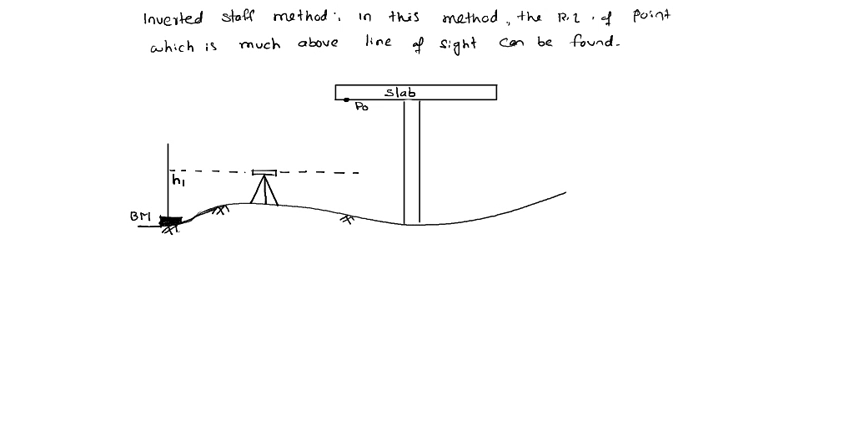 Inverted staff method : in this method, the R.L. of point
which is much above line of sight can be found.
slab
Po
h1
BM